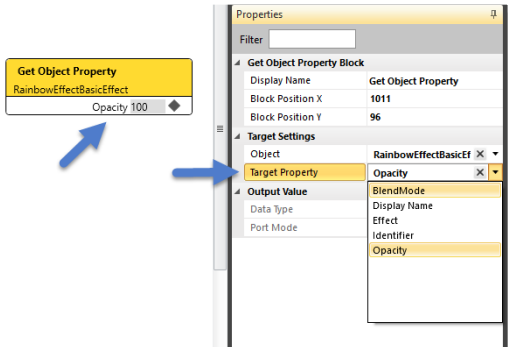 Get Object Property
RainbowEffectBasicEffect
Opacity 100
Properties
Filter
Get Object Property Block
Display Name Get Object Property
Block Position X 1011
Block Position Y 96
Target Settings
Object RainbowEffectBasicEf
Target Property Opacity
Output Value
Data Type
Port Mode
BlendMode
Display Name
Effect
Identifier
Opacity